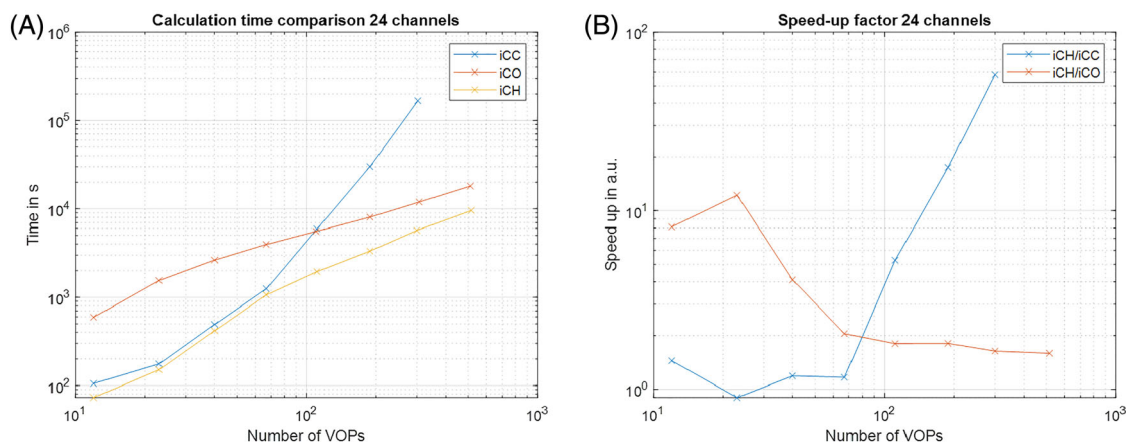 (A)
Calculation time comparison 24 channels
10^6
10^5
10^4
10^3
10^2
Time in s
10^1
10^2
10^3
Number of VOPs
iCC
iCO
iCH
(B)
Speed-up factor 24 channels
10^2
10^1
10^0
Speed up in a.u.
10^1
10^2
10^3
Number of VOPs
iCH/iCC
iCH/iCO